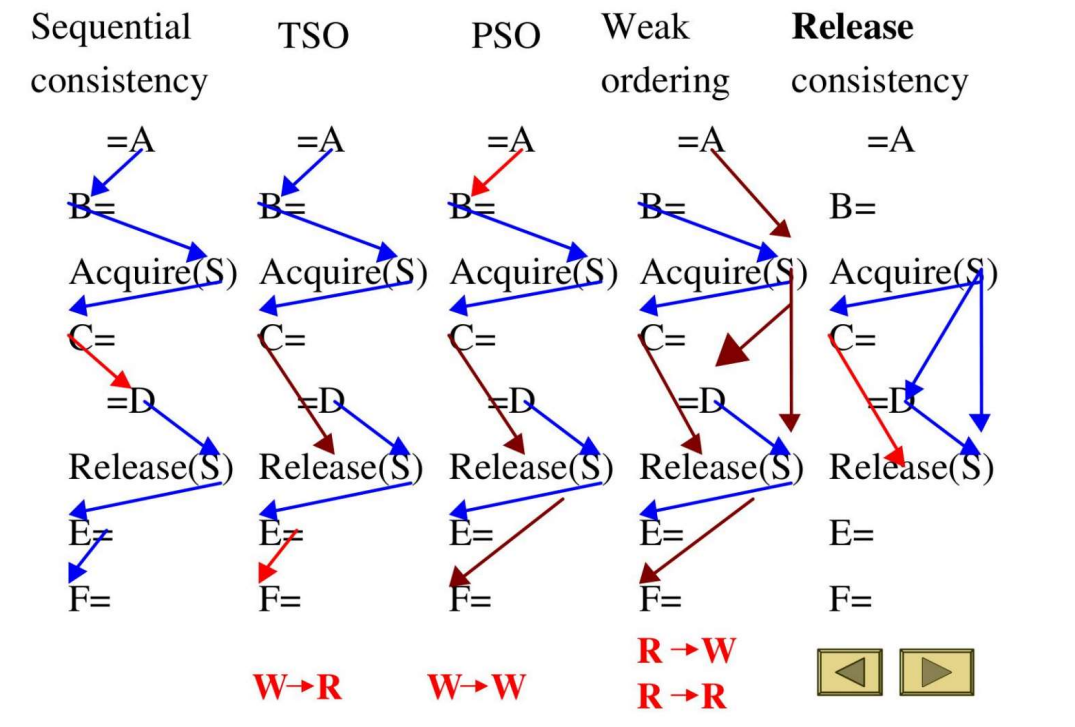 Sequential
consistency
TSO
PSO
Weak
ordering
Release
consistency
=A
B=
Acquire(S)
C=
=D
Release(S)
E=
F=
=A
B=
Acquire(S)
C=
=D
Release(S)
E=
F=
W→R
=A
B=
Acquire(S)
C=
=D
Release(S)
E=
F=
W→W
=A
B=
Acquire(S)
C=
=D
Release(S)
E=
F=
R→W
R→R
=A
B=
Acquire(S)
C=
=D
Release(S)
E=
F=